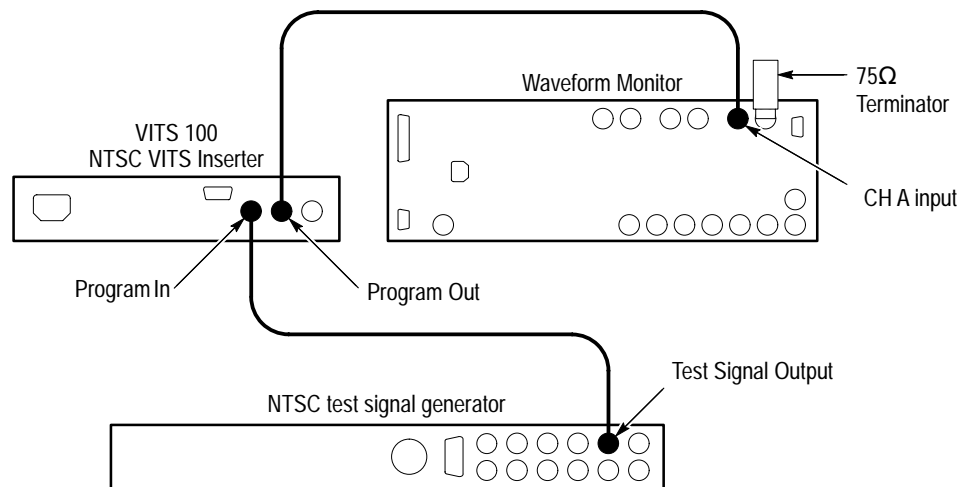 75Ω
Terminator
Waveform Monitor
VITS 100
NTSC VITS Inserter
CH A input
Program In
Program Out
Test Signal Output
NTSC test signal generator